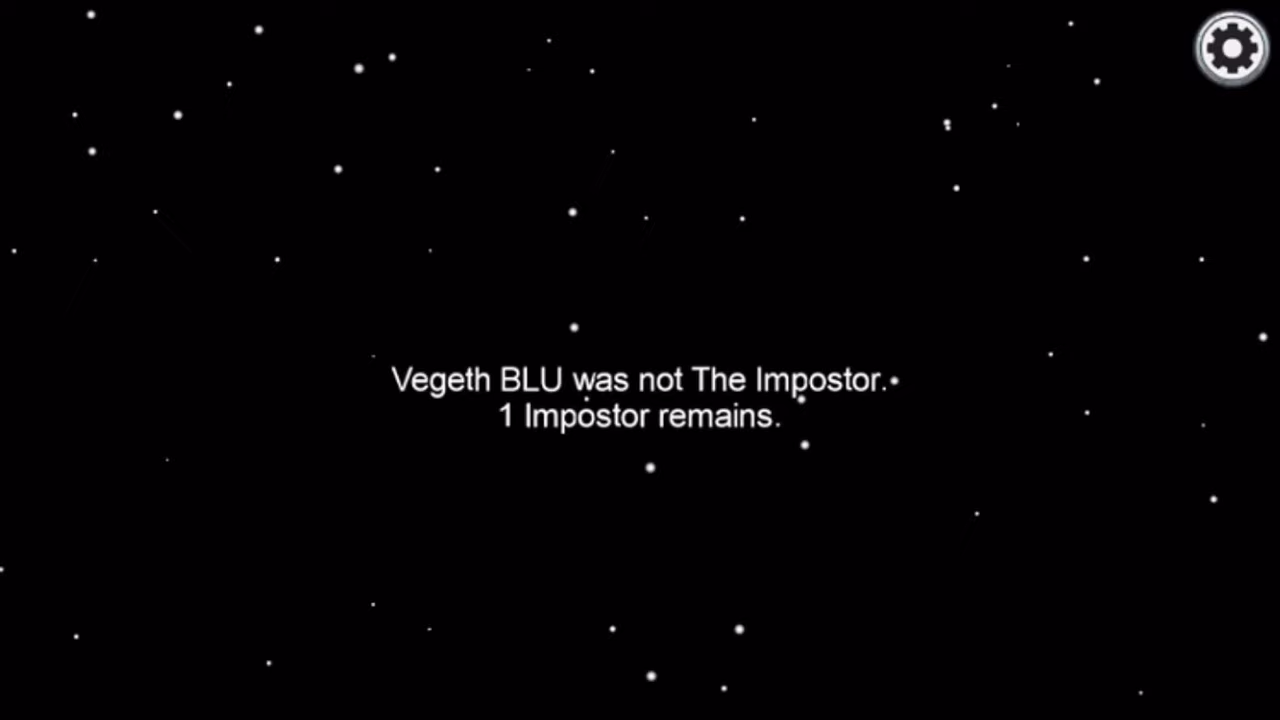 Vegeth BLU was not The Impostor.
1 Impostor remains.